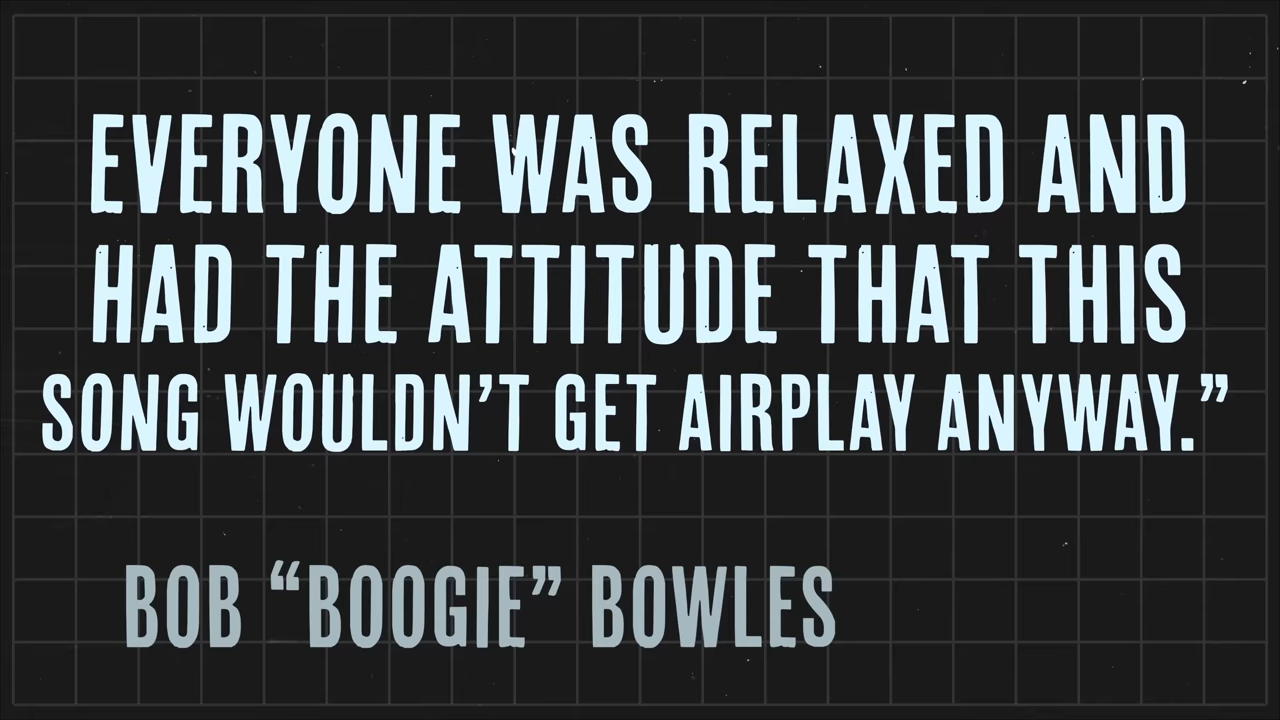 EVERYONE WAS RELAXED AND
HAD THE ATTITUDE THAT THIS
SONG WOULDN’T GET AIRPLAY ANYWAY.”
BOB “BOOGIE” BOWLES